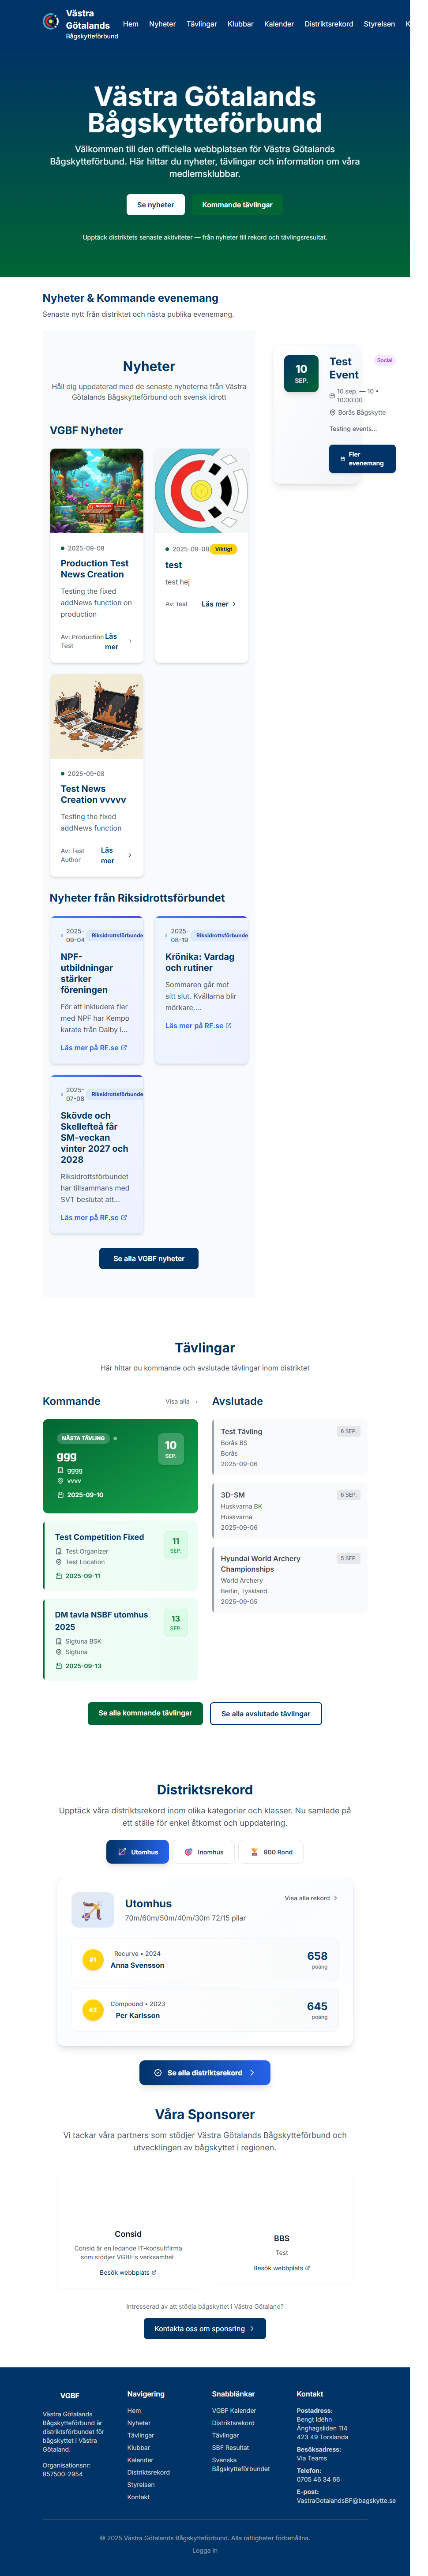 Västra
Götalands
Bågskytteförbund
Hem
Nyheter
Tävlingar
Klubbar
Kalender
Distriktsrekord
Styrelsen
Västra Götalands
Bågskytteförbund
Välkommen till den officiella webbplatsen för Västra Götalands
Bågskytteförbund. Här hittar du nyheter, tävlingar och information om våra
medlemsklubbar.
Se nyheter
Kommande tävlingar
Upptäck distriktets senaste aktiviteter — från nyheter till rekord och tävlingsresultat.
Nyheter & Kommande evenemang
Senaste nytt från distriktet och nästa publika evenemang.
Nyheter
Håll dig uppdaterad med de senaste nyheterna från Västra
Götalands Bågskytteförbund och svensk idrott
VGBF Nyheter
2025-09-08
Production Test
News Creation
Testing the fixed
addNews function on
production
Av: Production
Test
Läs
mer
2025-09-08
Viktigt
test
test hej
Av: test
Läs mer
2025-09-08
Test News
Creation vvvvv
Testing the fixed
addNews function
Av: Test
Author
Läs
mer
Nyheter från Riksidrottsförbundet
2025-
09-04
Riksidrottsförbunde
NPF-
utbildningar
stärker
föreningen
För att inkludera fler
med NPF har Kempo
karate från Dalby i...
Läs mer på RF.se
2025-
08-19
Riksidrottsförbunde
Krönika: Vardag
och rutiner
Sommaren går mot
sitt slut. Kvällarna blir
mörkare,...
Läs mer på RF.se
2025-
07-08
Riksidrottsförbunde
Skövde och
Skellefteå får
SM-veckan
vinter 2027 och
2028
Riksidrottsförbundet
har tillsammans med
SVT beslutat att...
Läs mer på RF.se
Se alla VGBF nyheter
10
SEP.
Test
Event
Social
10 sep. — 10 •
10:00:00
Borås Bågskytte
Testing events...
Fler
evenemang
Tävlingar
Här hittar du kommande och avslutade tävlingar inom distriktet
Kommande
Visa alla →
NÄSTA TÄVLING
ggg
gggg
vvvv
2025-09-10
10
SEP.
Test Competition Fixed
Test Organizer
Test Location
2025-09-11
11
SEP.
DM tavla NSBF utomhus
2025
Sigtuna BSK
Sigtuna
2025-09-13
13
SEP.
Avslutade
Test Tävling
Borås BS
Borås
2025-09-06
6 SEP.
3D-SM
Huskvarna BK
Huskvarna
2025-09-06
6 SEP.
Hyundai World Archery
Championships
World Archery
Berlin, Tyskland
2025-09-05
5 SEP.
Se alla kommande tävlingar
Se alla avslutade tävlingar
Distriktsrekord
Upptäck våra distriktsrekord inom olika kategorier och klasser. Nu samlade på
ett ställe för enkel åtkomst och uppdatering.
Utomhus
Inomhus
900 Rond
Utomhus
70m/60m/50m/40m/30m 72/15 pilar
Visa alla rekord
#1
Recurve • 2024
Anna Svensson
658
poäng
#2
Compound • 2023
Per Karlsson
645
poäng
Se alla distriktsrekord
Våra Sponsorer
Vi tackar våra partners som stödjer Västra Götalands Bågskytteförbund och
utvecklingen av bågskyttet i regionen.
Consid
Consid är en ledande IT-konsultfirma
som stödjer VGBF:s verksamhet.
Besök webbplats
BBS
Test
Besök webbplats
Intresserad av att stödja bågskyttet i Västra Götaland?
Kontakta oss om sponsring
VGBF
Västra Götalands
Bågskytteförbund är
distriktsförbundet för
bågskyttet i Västra
Götaland.
Organisationsnr:
857500-2954
Navigering
Hem
Nyheter
Tävlingar
Klubbar
Kalender
Distriktsrekord
Styrelsen
Kontakt
Snabblänkar
VGBF Kalender
Distriktsrekord
Tävlingar
SBF Resultat
Svenska
Bågskytteförbundet
Kontakt
Postadress:
Bengt Idéhn
Änghagsliden 114
423 49 Torslanda
Besöksadress:
Via Teams
Telefon:
0705 46 34 66
E-post:
VastraGotalandsBF@bagskytte.se
© 2025 Västra Götalands Bågskytteförbund. Alla rättigheter förbehållna.
Logga in